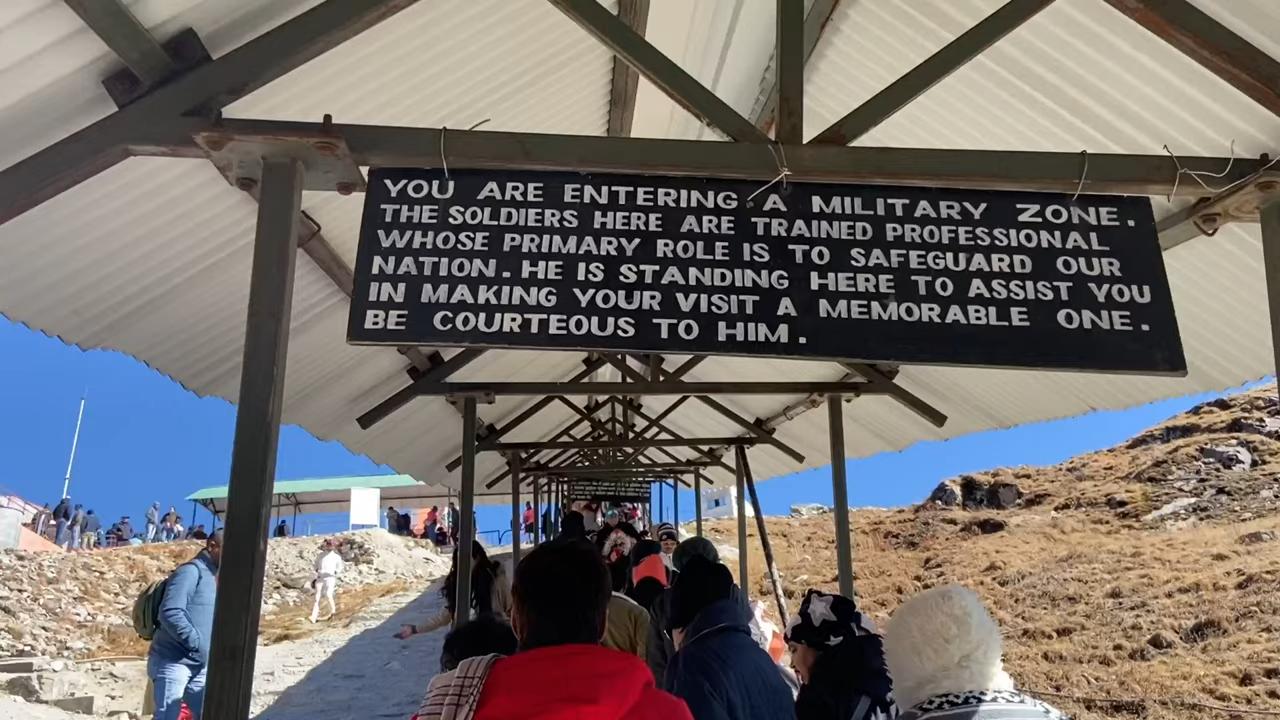 YOU ARE ENTERING A MILITARY ZONE.
THE SOLDIERS HERE ARE TRAINED PROFESSIONAL
WHOSE PRIMARY ROLE IS TO SAFEGUARD OUR
NATION. HE IS STANDING HERE TO ASSIST YOU
IN MAKING YOUR VISIT A MEMORABLE ONE.
BE COURTEOUS TO HIM.